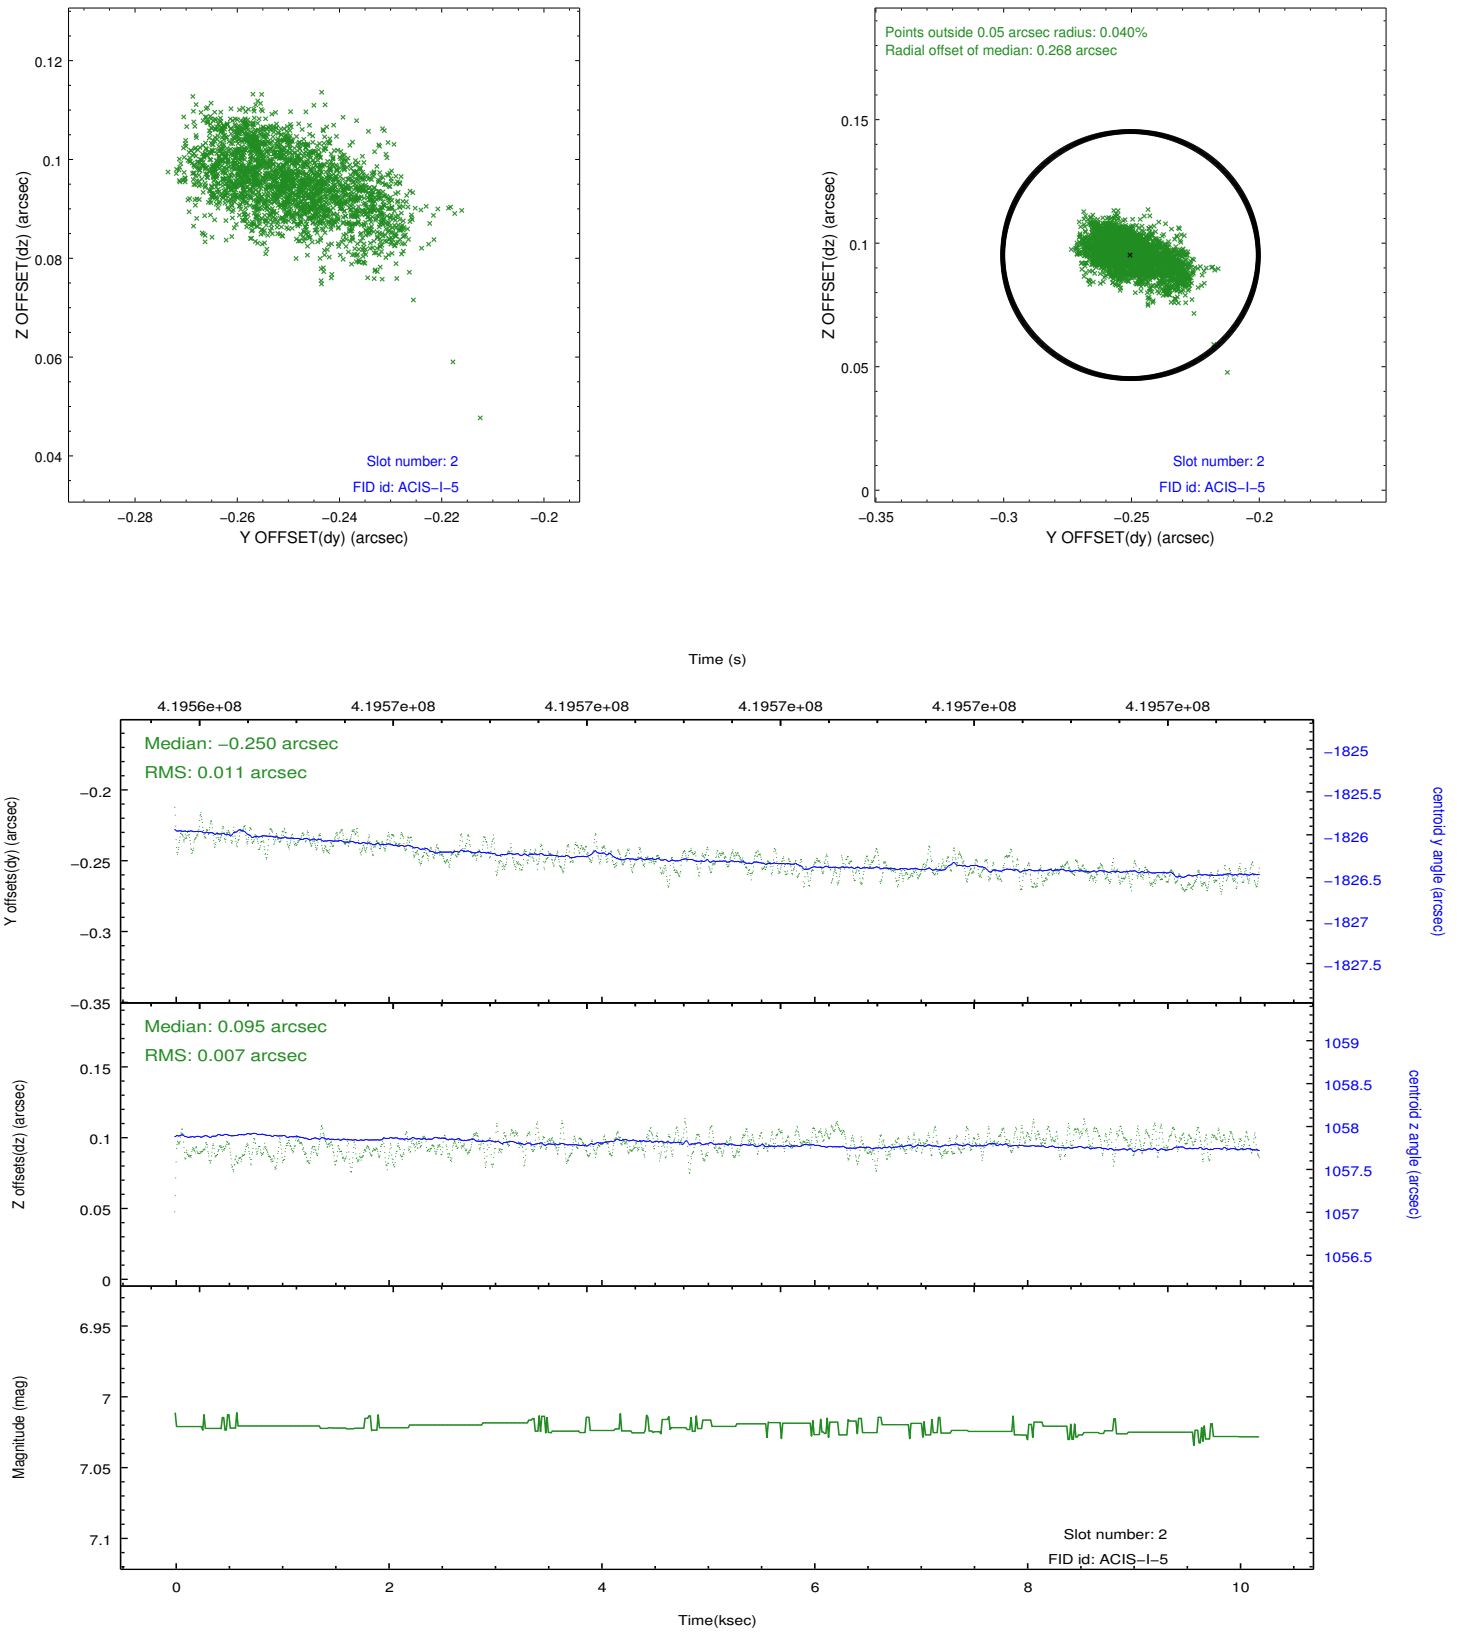 0.12
0.1
0.08
0.06
0.04
Z OFFSET(dz) (arcsec)
Slot number: 2
FID id: ACIS−I−5
−0.28 −0.26 −0.24 −0.22 −0.2
Y OFFSET(dy) (arcsec)
Points outside 0.05 arcsec radius: 0.040%
Radial offset of median: 0.268 arcsec
0.15
0.1
0.05
0
Z OFFSET(dz) (arcsec)
Slot number: 2
FID id: ACIS−I−5
−0.35 −0.3 −0.25 −0.2
Y OFFSET(dy) (arcsec)
Time (s)
4.1956e+08 4.1957e+08 4.1957e+08 4.1957e+08 4.1957e+08 4.1957e+08
Median: −0.250 arcsec
RMS: 0.011 arcsec
−0.2
−0.25
−0.3
−0.35
Y offsets(dy) (arcsec)
−1825
−1825.5
−1826
−1826.5
−1827
−1827.5
centroid y angle (arcsec)
Median: 0.095 arcsec
RMS: 0.007 arcsec
0.15
0.1
0.05
0
Z offsets(dz) (arcsec)
1059
1058.5
1058
1057.5
1057
1056.5
centroid z angle (arcsec)
6.95
7
7.05
7.1
Magnitude (mag)
Slot number: 2
FID id: ACIS−I−5
0 2 4 6 8 10
Time(ksec)